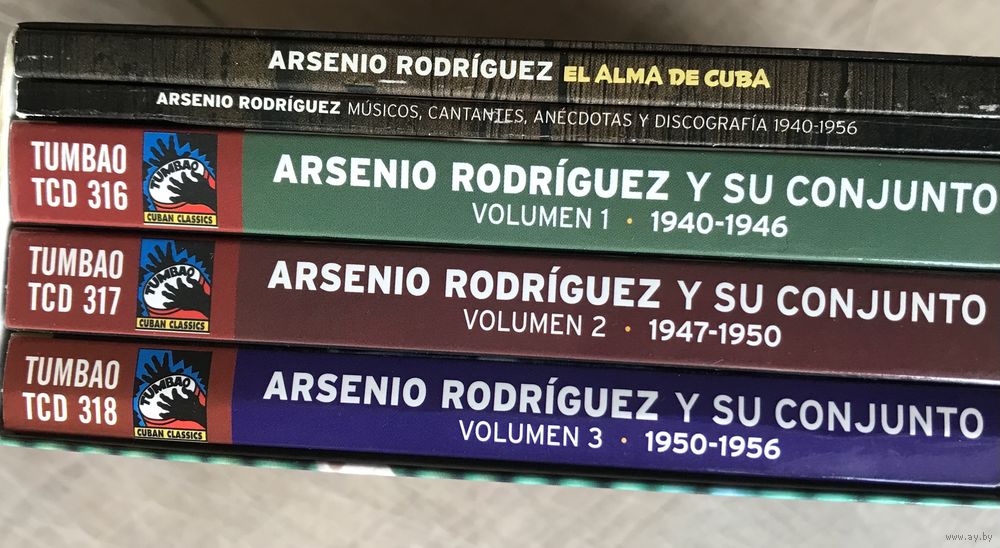 ARSENIO RODRÍGUEZ EL ALMA DE CUBA
ARSENIO RODRÍGUEZ MÚSICOS, CANTANTES, ANÉCDOTAS Y DISCOGRAFÍA 1940-1956
TUMBAO
TCD 316
TUMBAO
CUBAN CLASSICS
ARSENIO RODRÍGUEZ Y SU CONJUNTO
VOLUMEN 1 · 1940-1946
TUMBAO
TCD 317
TUMBAO
CUBAN CLASSICS
ARSENIO RODRÍGUEZ Y SU CONJUNTO
VOLUMEN 2 · 1947-1950
TUMBAO
TCD 318
TUMBAO
CUBAN CLASSICS
ARSENIO RODRÍGUEZ Y SU CONJUNTO
VOLUMEN 3 · 1950-1956
www.ay.by